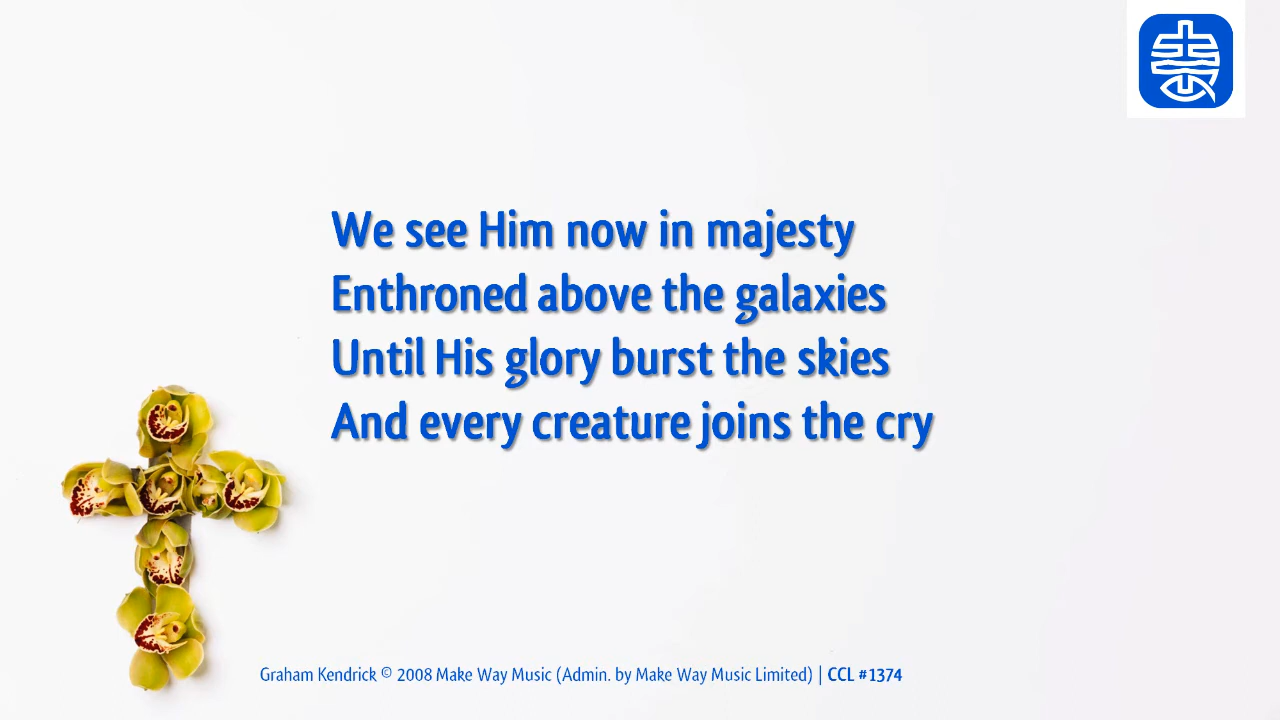 We see Him now in majesty
Enthroned above the galaxies
Until His glory burst the skies
And every creature joins the cry
Graham Kendrick © 2008 Make Way Music (Admin. by Make Way Music Limited) | CCL #1374